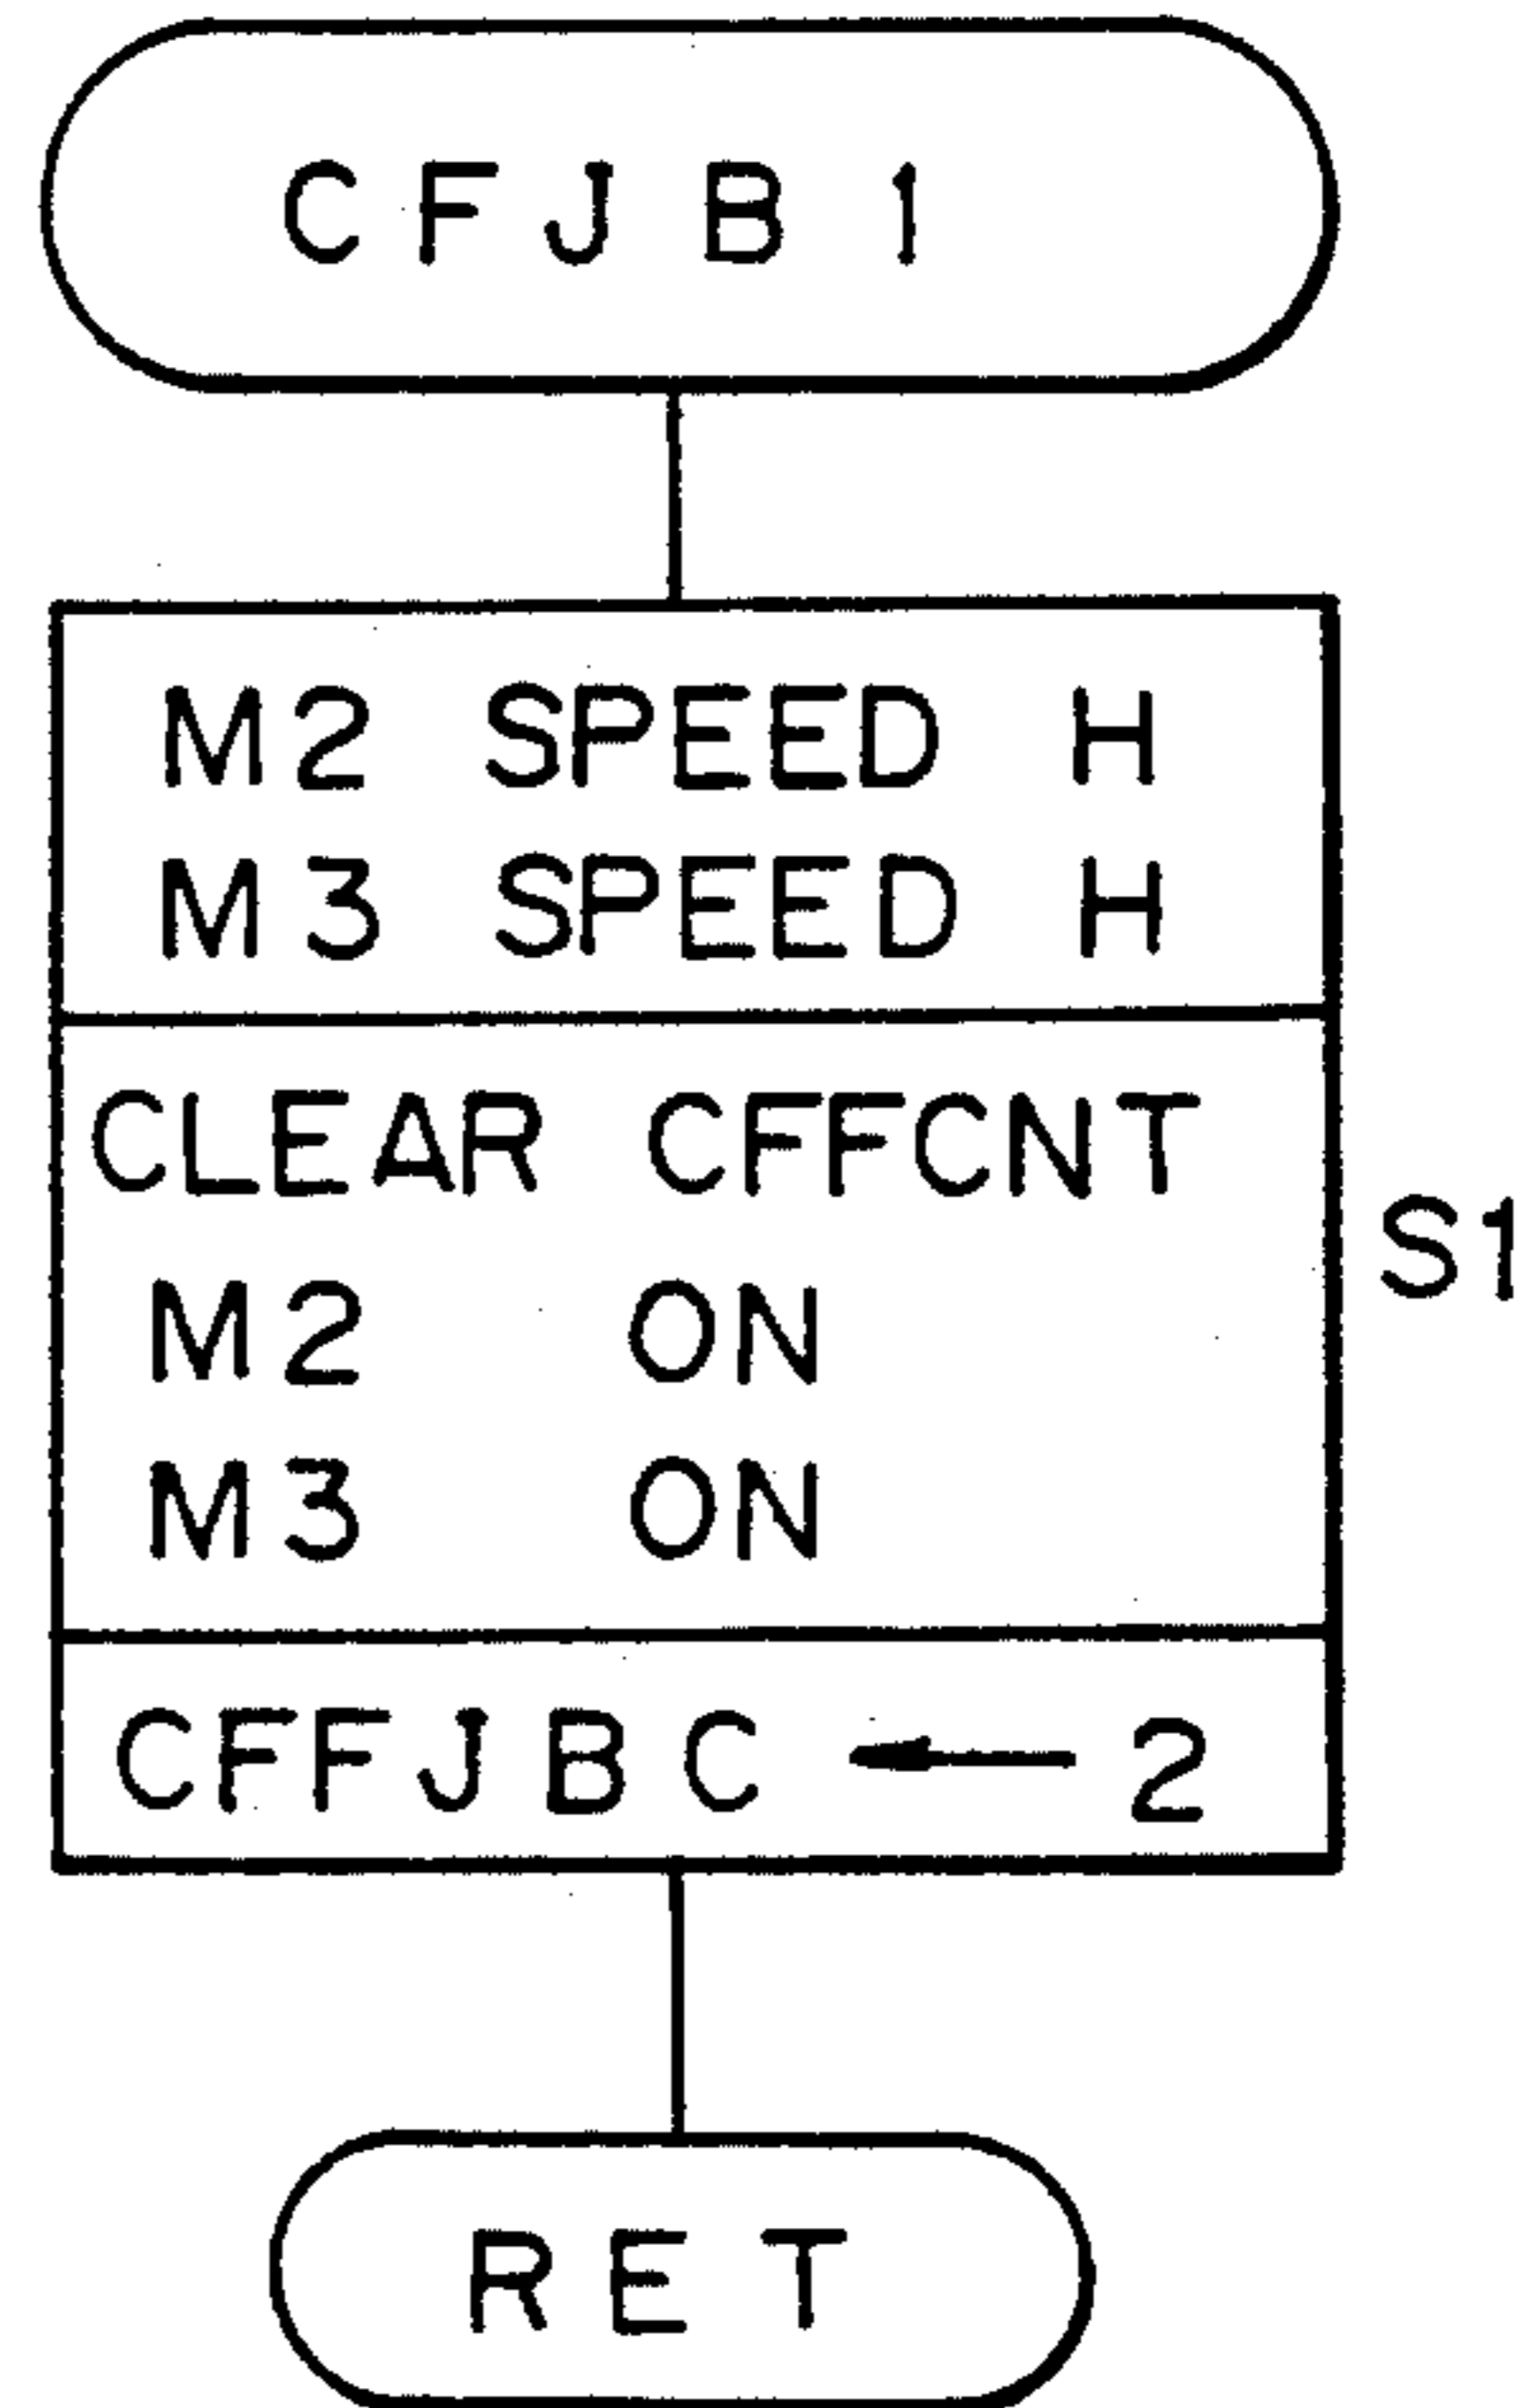 CFJB1
M2 SPEED H
M3 SPEED H
CLEAR CFFCNT
S1
M2 ON
M3 ON
CFFJBC ← 2
RET